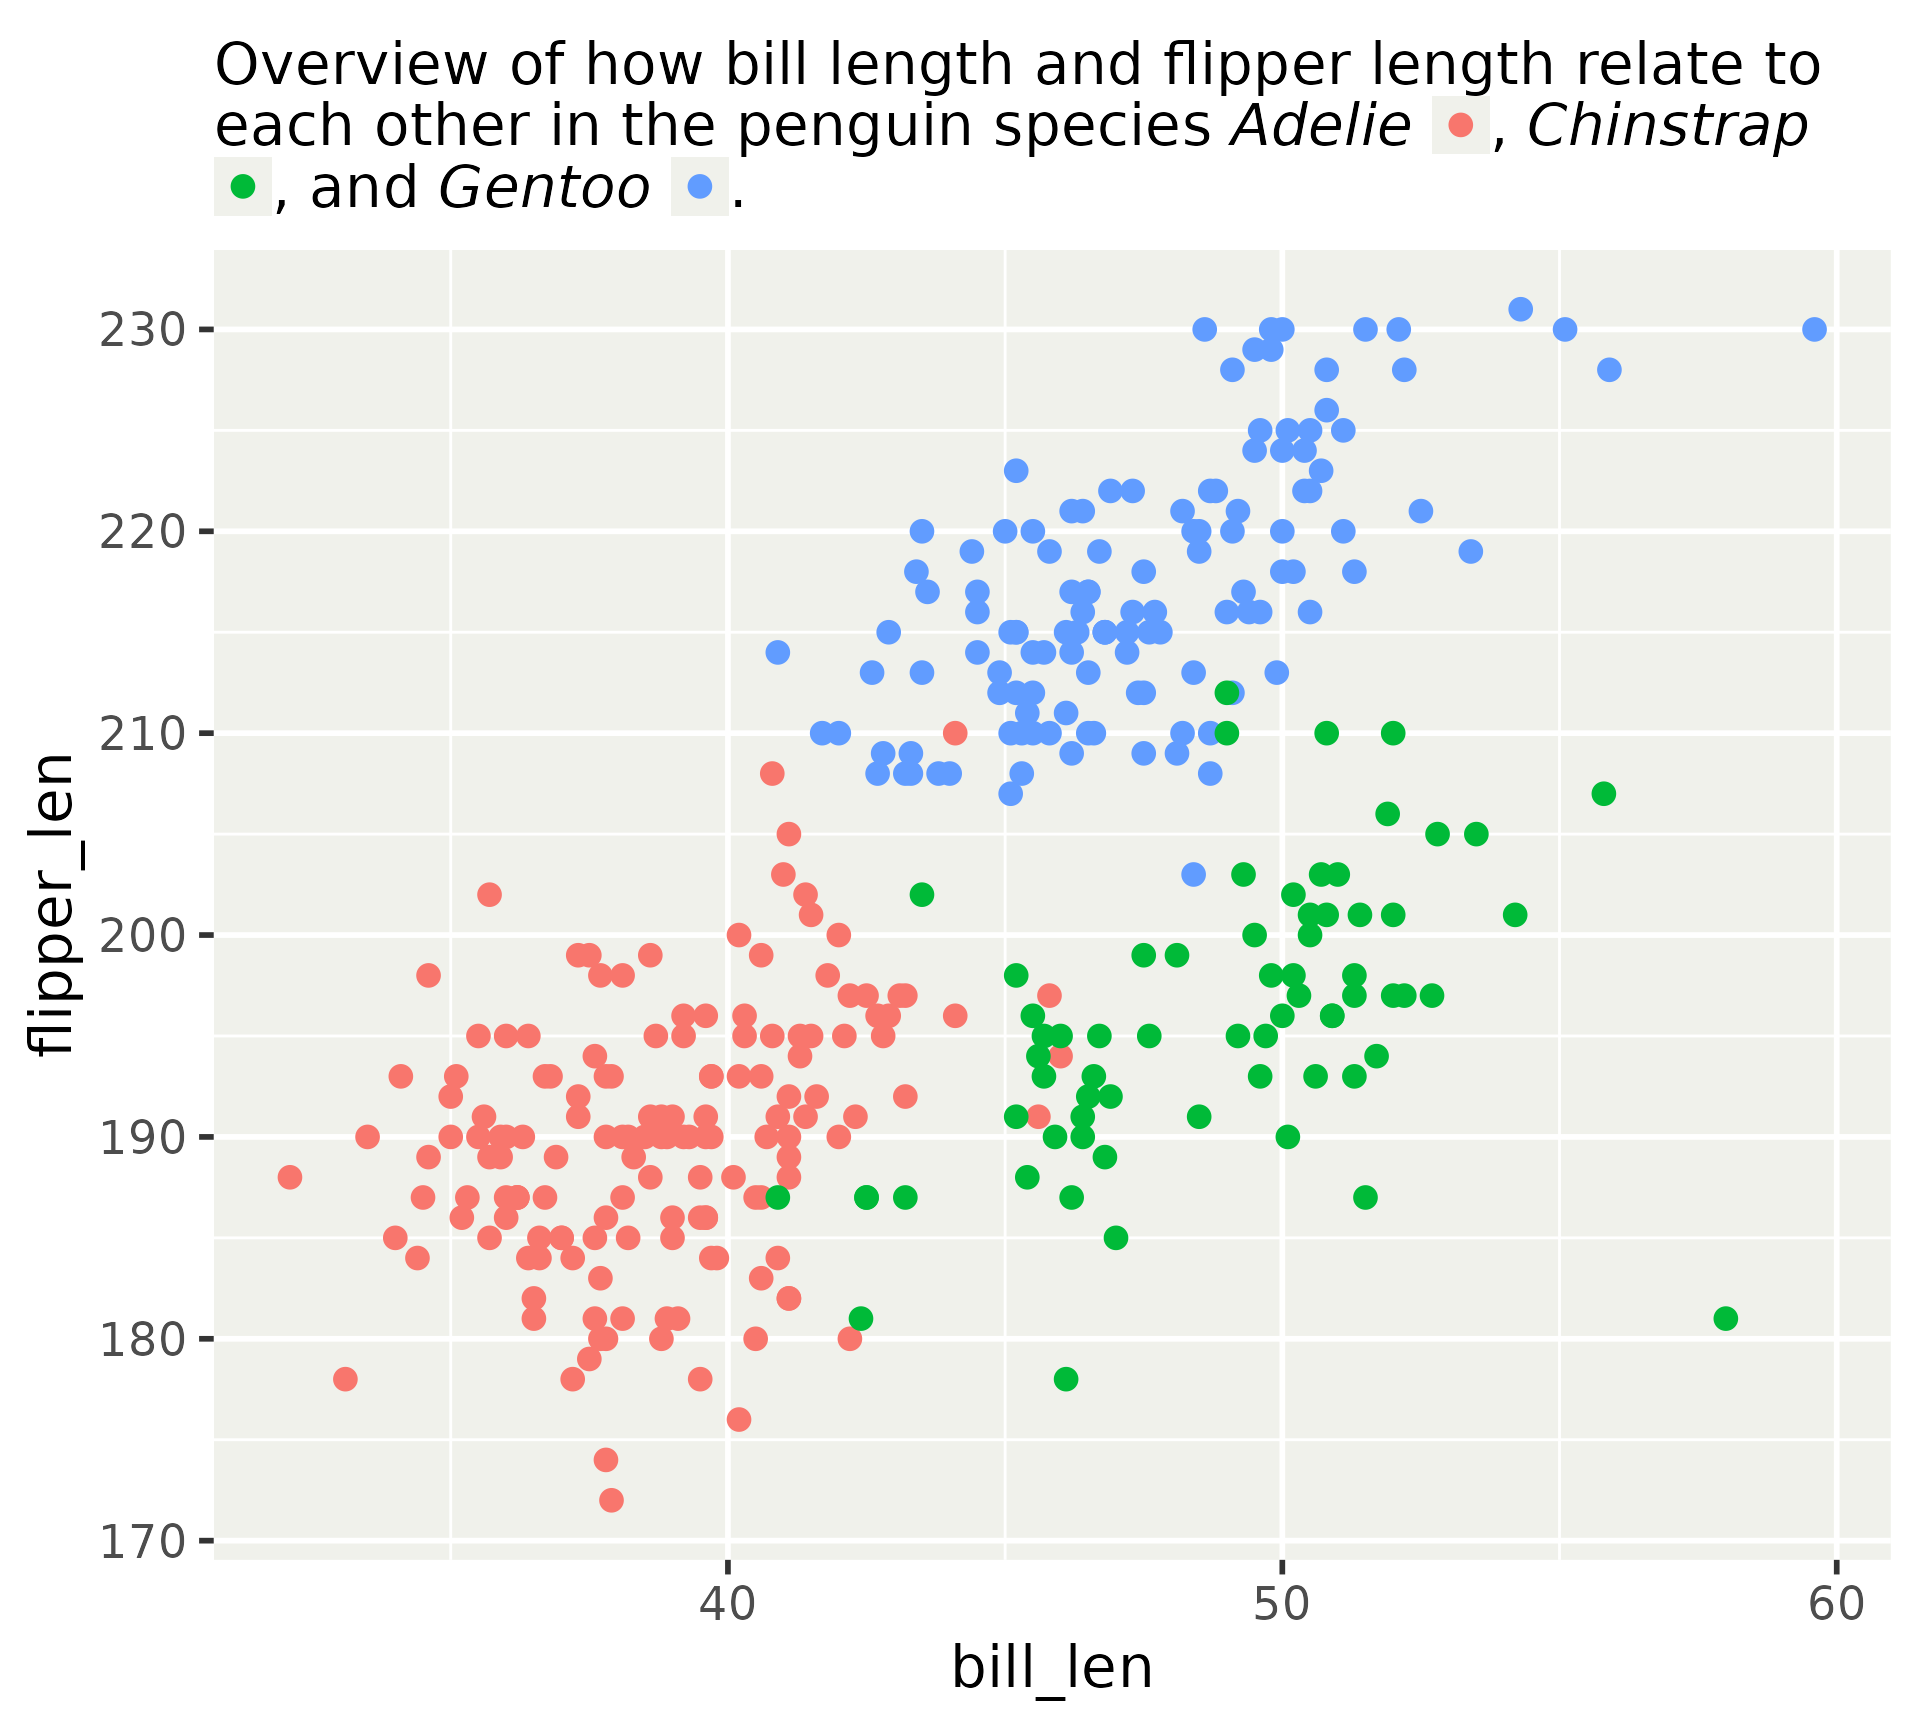 Overview of how bill length and flipper length relate to
each other in the penguin species Adelie , Chinstrap
, and Gentoo .
230
220
210
200
190
180
170
flipper_len
40 50 60
bill_len